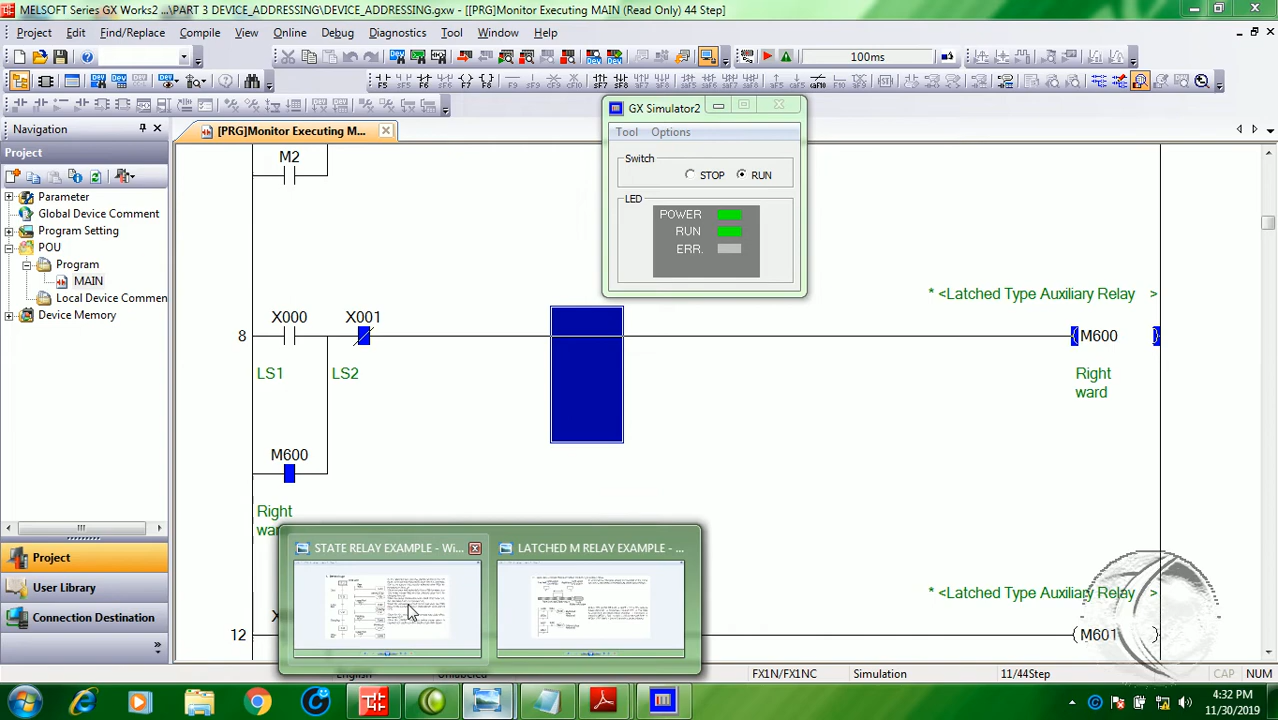 MELSOFT Series GX Works2 ...\PART 3 DEVICE_ADDRESSING\DEVICE_ADDRESSING.gxw - [[PRG]Monitor Executing MAIN (Read Only) 44 Step]
Project Edit Find/Replace Compile View Online Debug Diagnostics Tool Window Help
100ms
Navigation
[PRG]Monitor Executing M...
Project
Parameter
Global Device Comment
Program Setting
POU
Program
MAIN
Local Device Commen
Device Memory
Project
User Library
Connection Destination
M2
GX Simulator2
Tool Options
Switch
STOP RUN
LED
POWER
RUN
ERR.
* <Latched Type Auxiliary Relay >
X000 X001
8
M600
LS1 LS2
Right
ward
M600
Right
STATE RELAY EXAMPLE - Wi...
LATCHED M RELAY EXAMPLE - ...
* <Latched Type Auxiliary Relay >
12
M601
English Unlabeled FX1N/FX1NC Simulation 11/44Step CAP NUM
4:32 PM
11/30/2019